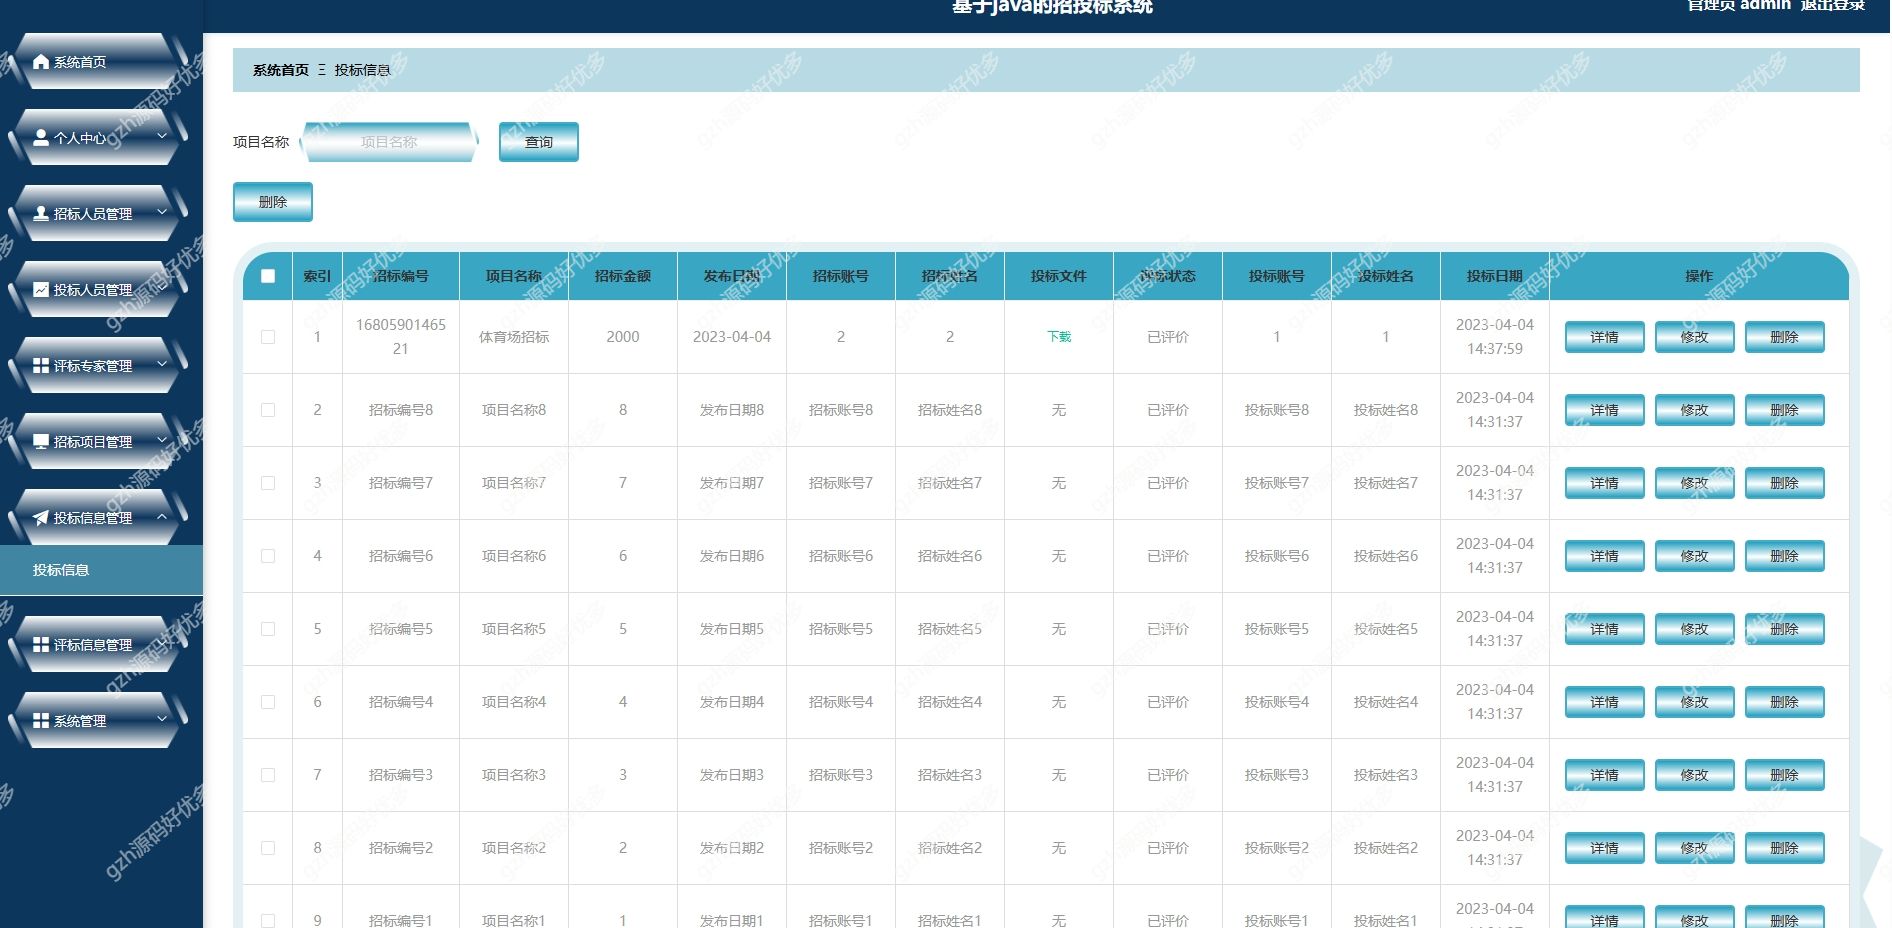 基于java的招投标系统
管理员 admin 退出登录
系统首页
个人中心
招标人员管理
投标人员管理
评标专家管理
招标项目管理
投标信息管理
投标信息
评标信息管理
系统管理
系统首页 Ξ 投标信息
项目名称 项目名称 查询
删除
索引 招标编号 项目名称 招标金额 发布日期 招标账号 招标姓名 投标文件 评标状态 投标账号 投标姓名 投标日期 操作
1 1680590146521 体育场招标 2000 2023-04-04 2 2 下载 已评价 1 1 2023-04-04 14:37:59 详情 修改 删除
2 招标编号8 项目名称8 8 发布日期8 招标账号8 招标姓名8 无 已评价 投标账号8 投标姓名8 2023-04-04 14:31:37 详情 修改 删除
3 招标编号7 项目名称7 7 发布日期7 招标账号7 招标姓名7 无 已评价 投标账号7 投标姓名7 2023-04-04 14:31:37 详情 修改 删除
4 招标编号6 项目名称6 6 发布日期6 招标账号6 招标姓名6 无 已评价 投标账号6 投标姓名6 2023-04-04 14:31:37 详情 修改 删除
5 招标编号5 项目名称5 5 发布日期5 招标账号5 招标姓名5 无 已评价 投标账号5 投标姓名5 2023-04-04 14:31:37 详情 修改 删除
6 招标编号4 项目名称4 4 发布日期4 招标账号4 招标姓名4 无 已评价 投标账号4 投标姓名4 2023-04-04 14:31:37 详情 修改 删除
7 招标编号3 项目名称3 3 发布日期3 招标账号3 招标姓名3 无 已评价 投标账号3 投标姓名3 2023-04-04 14:31:37 详情 修改 删除
8 招标编号2 项目名称2 2 发布日期2 招标账号2 招标姓名2 无 已评价 投标账号2 投标姓名2 2023-04-04 14:31:37 详情 修改 删除
9 招标编号1 项目名称1 1 发布日期1 招标账号1 招标姓名1 无 已评价 投标账号1 投标姓名1 2023-04-04 详情 修改 删除
gzh源码好优多